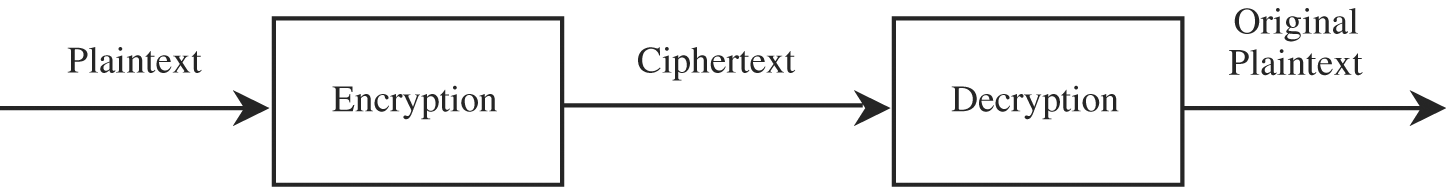 Plaintext
Encryption
Ciphertext
Decryption
Original
Plaintext